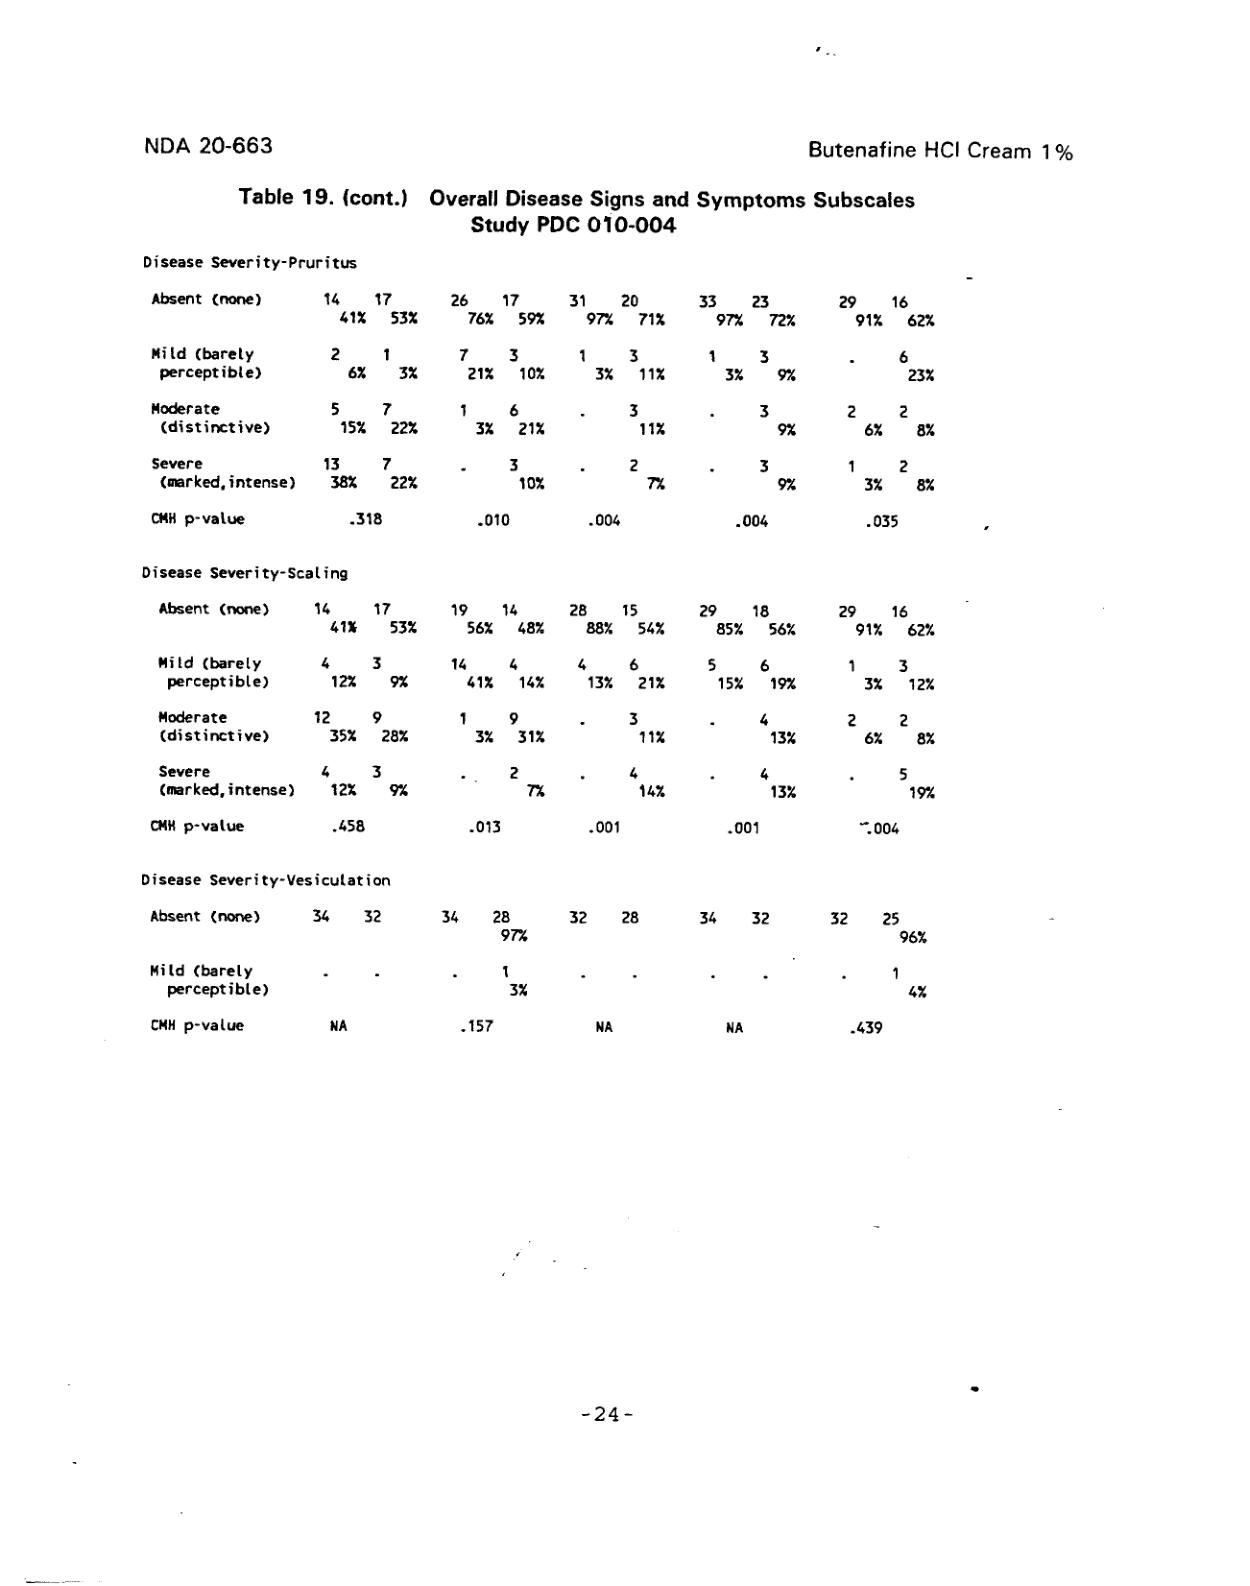 NDA 20-663
Butenafine HCl Cream 1%
Table 19. (cont.) Overall Disease Signs and Symptoms Subscales
Study PDC 010-004
Disease Severity-Pruritus
Absent (none) 14 17 26 17 31 20 33 23 29 16
41% 53% 76% 59% 97% 71% 97% 72% 91% 62%
Mild (barely 2 1 7 3 1 3 1 3 . 6
perceptible) 6% 3% 21% 10% 3% 11% 3% 9% 23%
Moderate 5 7 1 6 . 3 . 3 2 2
(distinctive) 15% 22% 3% 21% 11% 9% 6% 8%
Severe 13 7 . 3 . 2 . 3 1 2
(marked,intense) 38% 22% 10% 7% 9% 3% 8%
CMH p-value .318 .010 .004 .004 .035
Disease Severity-Scaling
Absent (none) 14 17 19 14 28 15 29 18 29 16
41% 53% 56% 48% 88% 54% 85% 56% 91% 62%
Mild (barely 4 3 14 4 4 6 5 6 1 3
perceptible) 12% 9% 41% 14% 13% 21% 15% 19% 3% 12%
Moderate 12 9 1 9 . 3 . 4 2 2
(distinctive) 35% 28% 3% 31% 11% 13% 6% 8%
Severe 4 3 . 2 . 4 . 4 . 5
(marked,intense) 12% 9% 7% 14% 13% 19%
CMH p-value .458 .013 .001 .001 .004
Disease Severity-Vesiculation
Absent (none) 34 32 34 28 32 28 34 32 32 25
97% 96%
Mild (barely . . . 1 . . . . . 1
perceptible) 3% 4%
CMH p-value NA .157 NA NA .439
-24-